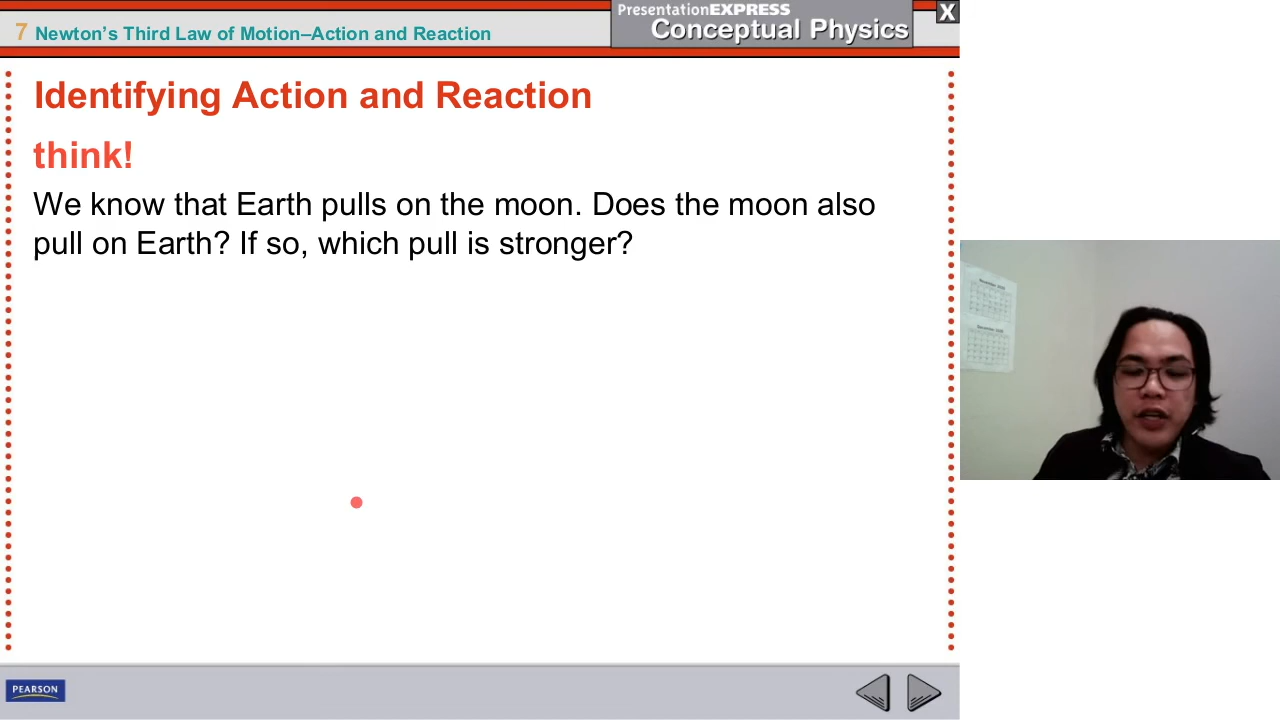 7 Newton's Third Law of Motion–Action and Reaction
PresentationEXPRESS
Conceptual Physics
X
Identifying Action and Reaction
think!
We know that Earth pulls on the moon. Does the moon also
pull on Earth? If so, which pull is stronger?
PEARSON